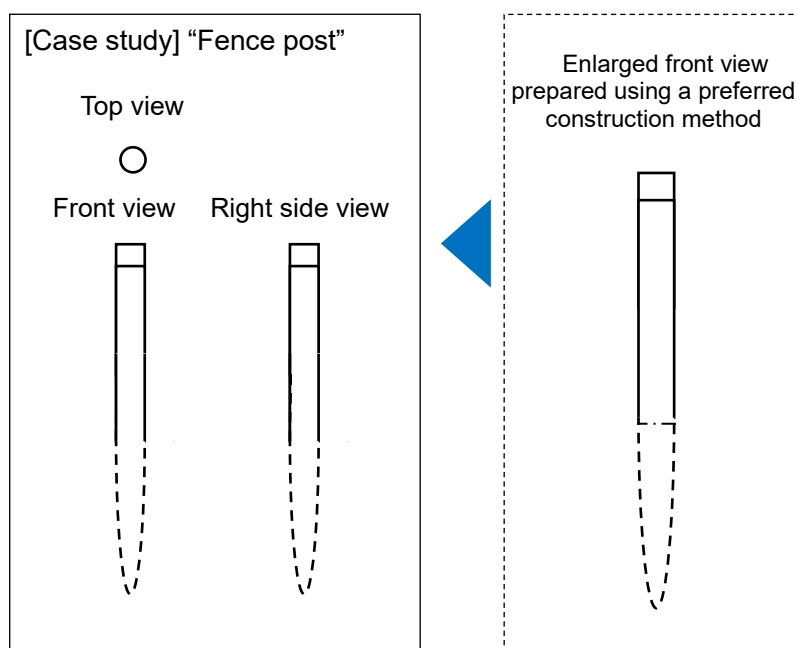 [Case study] “Fence post”
Top view
Front view
Right side view
Enlarged front view
prepared using a preferred
construction method